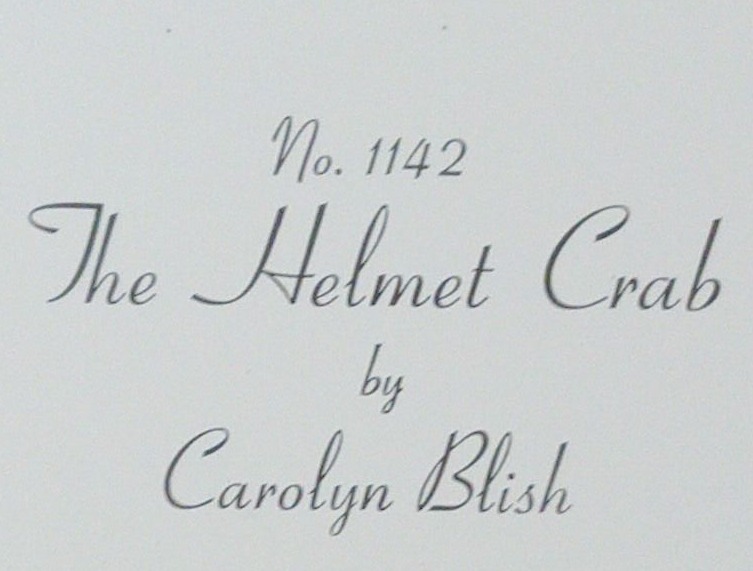 No. 1142
The Helmet Crab
by
Carolyn Blish